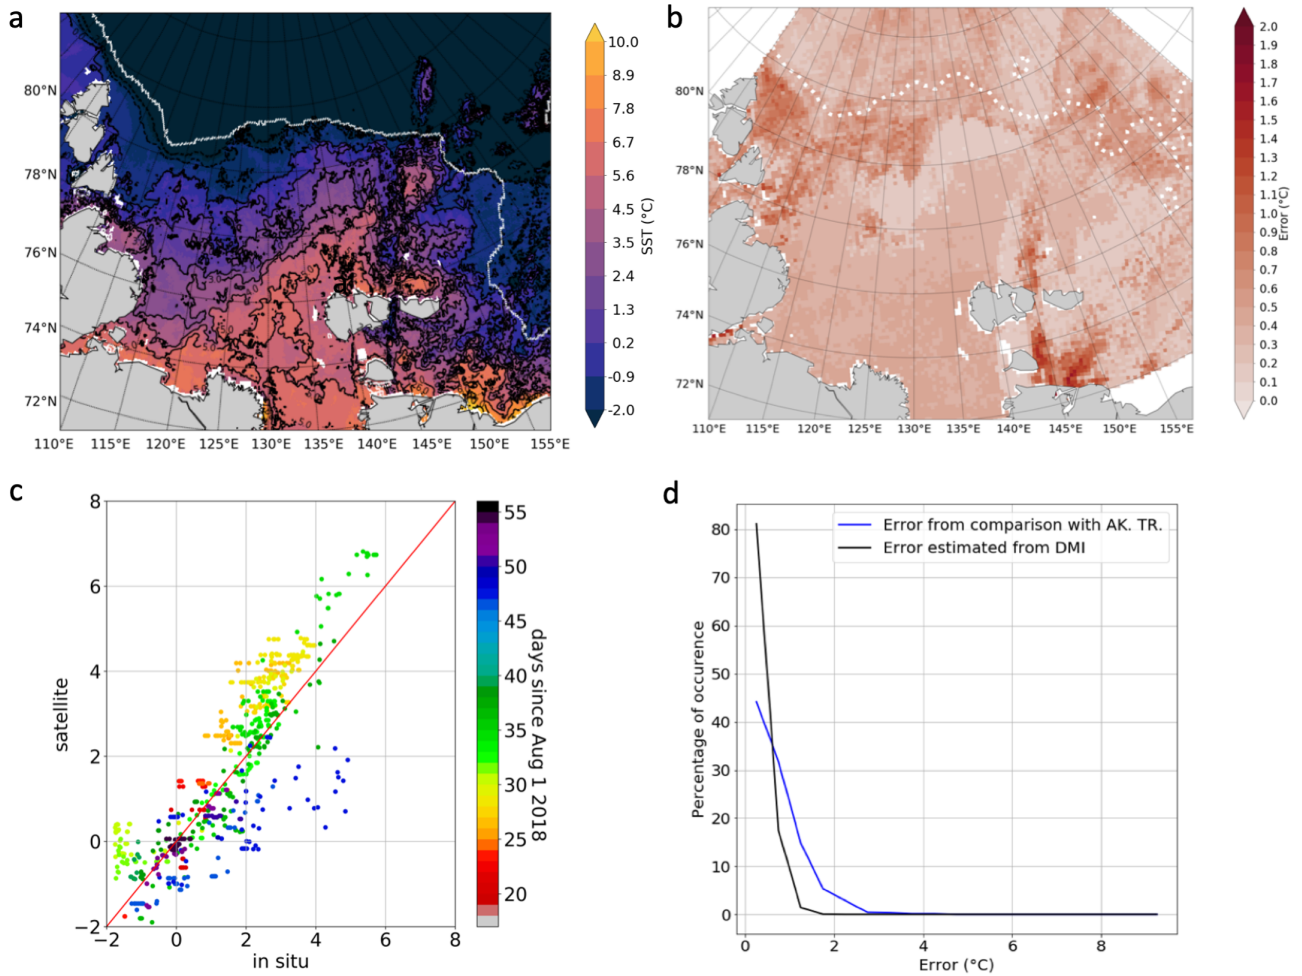 a
80°N
78°N
76°N
74°N
72°N
110°E 115°E 120°E 125°E 130°E 135°E 140°E 145°E 150°E 155°E
10.0
8.9
7.8
6.7
5.6
4.5
3.5
2.4
1.3
0.2
-0.9
-2.0
SST (°C)
b
80°N
78°N
76°N
74°N
72°N
110°E 115°E 120°E 125°E 130°E 135°E 140°E 145°E 150°E 155°E
2.0
1.9
1.8
1.7
1.6
1.5
1.4
1.3
1.2
1.1
1.0
0.9
0.8
0.7
0.6
0.5
0.4
0.3
0.2
0.1
0.0
Error (°C)
c
8
6
4
2
0
−2
−2 0 2 4 6 8
satellite
in situ
55
50
45
40
35
30
25
20
days since Aug 1 2018
d
Error from comparison with AK. TR.
Error estimated from DMI
80
70
60
50
40
30
20
10
0
0 2 4 6 8
Percentage of occurence
Error (°C)